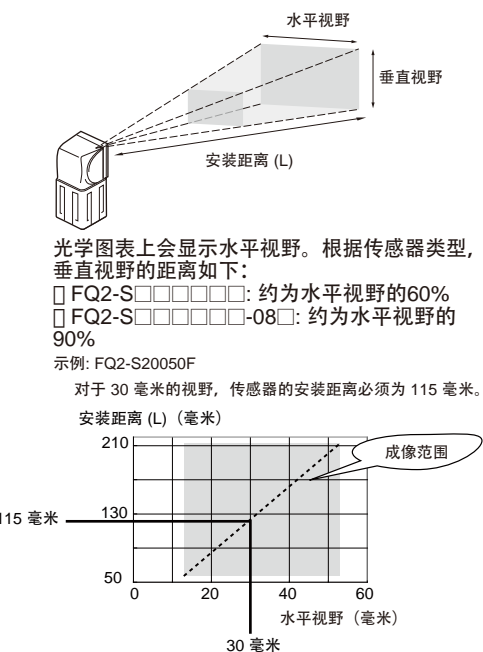 水平视野
垂直视野
安装距离 (L)
光学图表上会显示水平视野。根据传感器类型,
垂直视野的距离如下:
▯ FQ2-S□□□□□□: 约为水平视野的60%
▯ FQ2-S□□□□□□-08□: 约为水平视野的
90%
示例: FQ2-S20050F
对于 30 毫米的视野，传感器的安装距离必须为 115 毫米。
安装距离 (L)（毫米）
210
成像范围
130
115 毫米
50
0 20 40 60
水平视野（毫米）
30 毫米